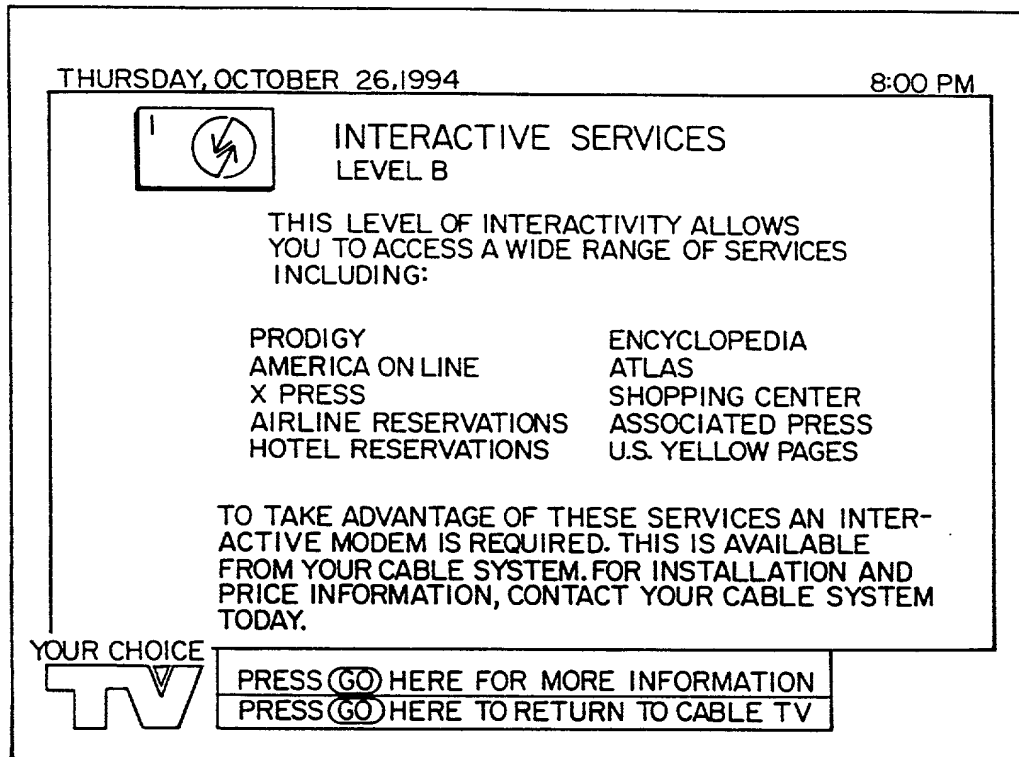 THURSDAY, OCTOBER 26,1994 8:00 PM
I
INTERACTIVE SERVICES
LEVEL B
THIS LEVEL OF INTERACTIVITY ALLOWS
YOU TO ACCESS A WIDE RANGE OF SERVICES
INCLUDING:
PRODIGY ENCYCLOPEDIA
AMERICA ON LINE ATLAS
X PRESS SHOPPING CENTER
AIRLINE RESERVATIONS ASSOCIATED PRESS
HOTEL RESERVATIONS U.S. YELLOW PAGES
TO TAKE ADVANTAGE OF THESE SERVICES AN INTER-
ACTIVE MODEM IS REQUIRED. THIS IS AVAILABLE
FROM YOUR CABLE SYSTEM. FOR INSTALLATION AND
PRICE INFORMATION, CONTACT YOUR CABLE SYSTEM
TODAY.
YOUR CHOICE
TV
PRESS GO HERE FOR MORE INFORMATION
PRESS GO HERE TO RETURN TO CABLE TV